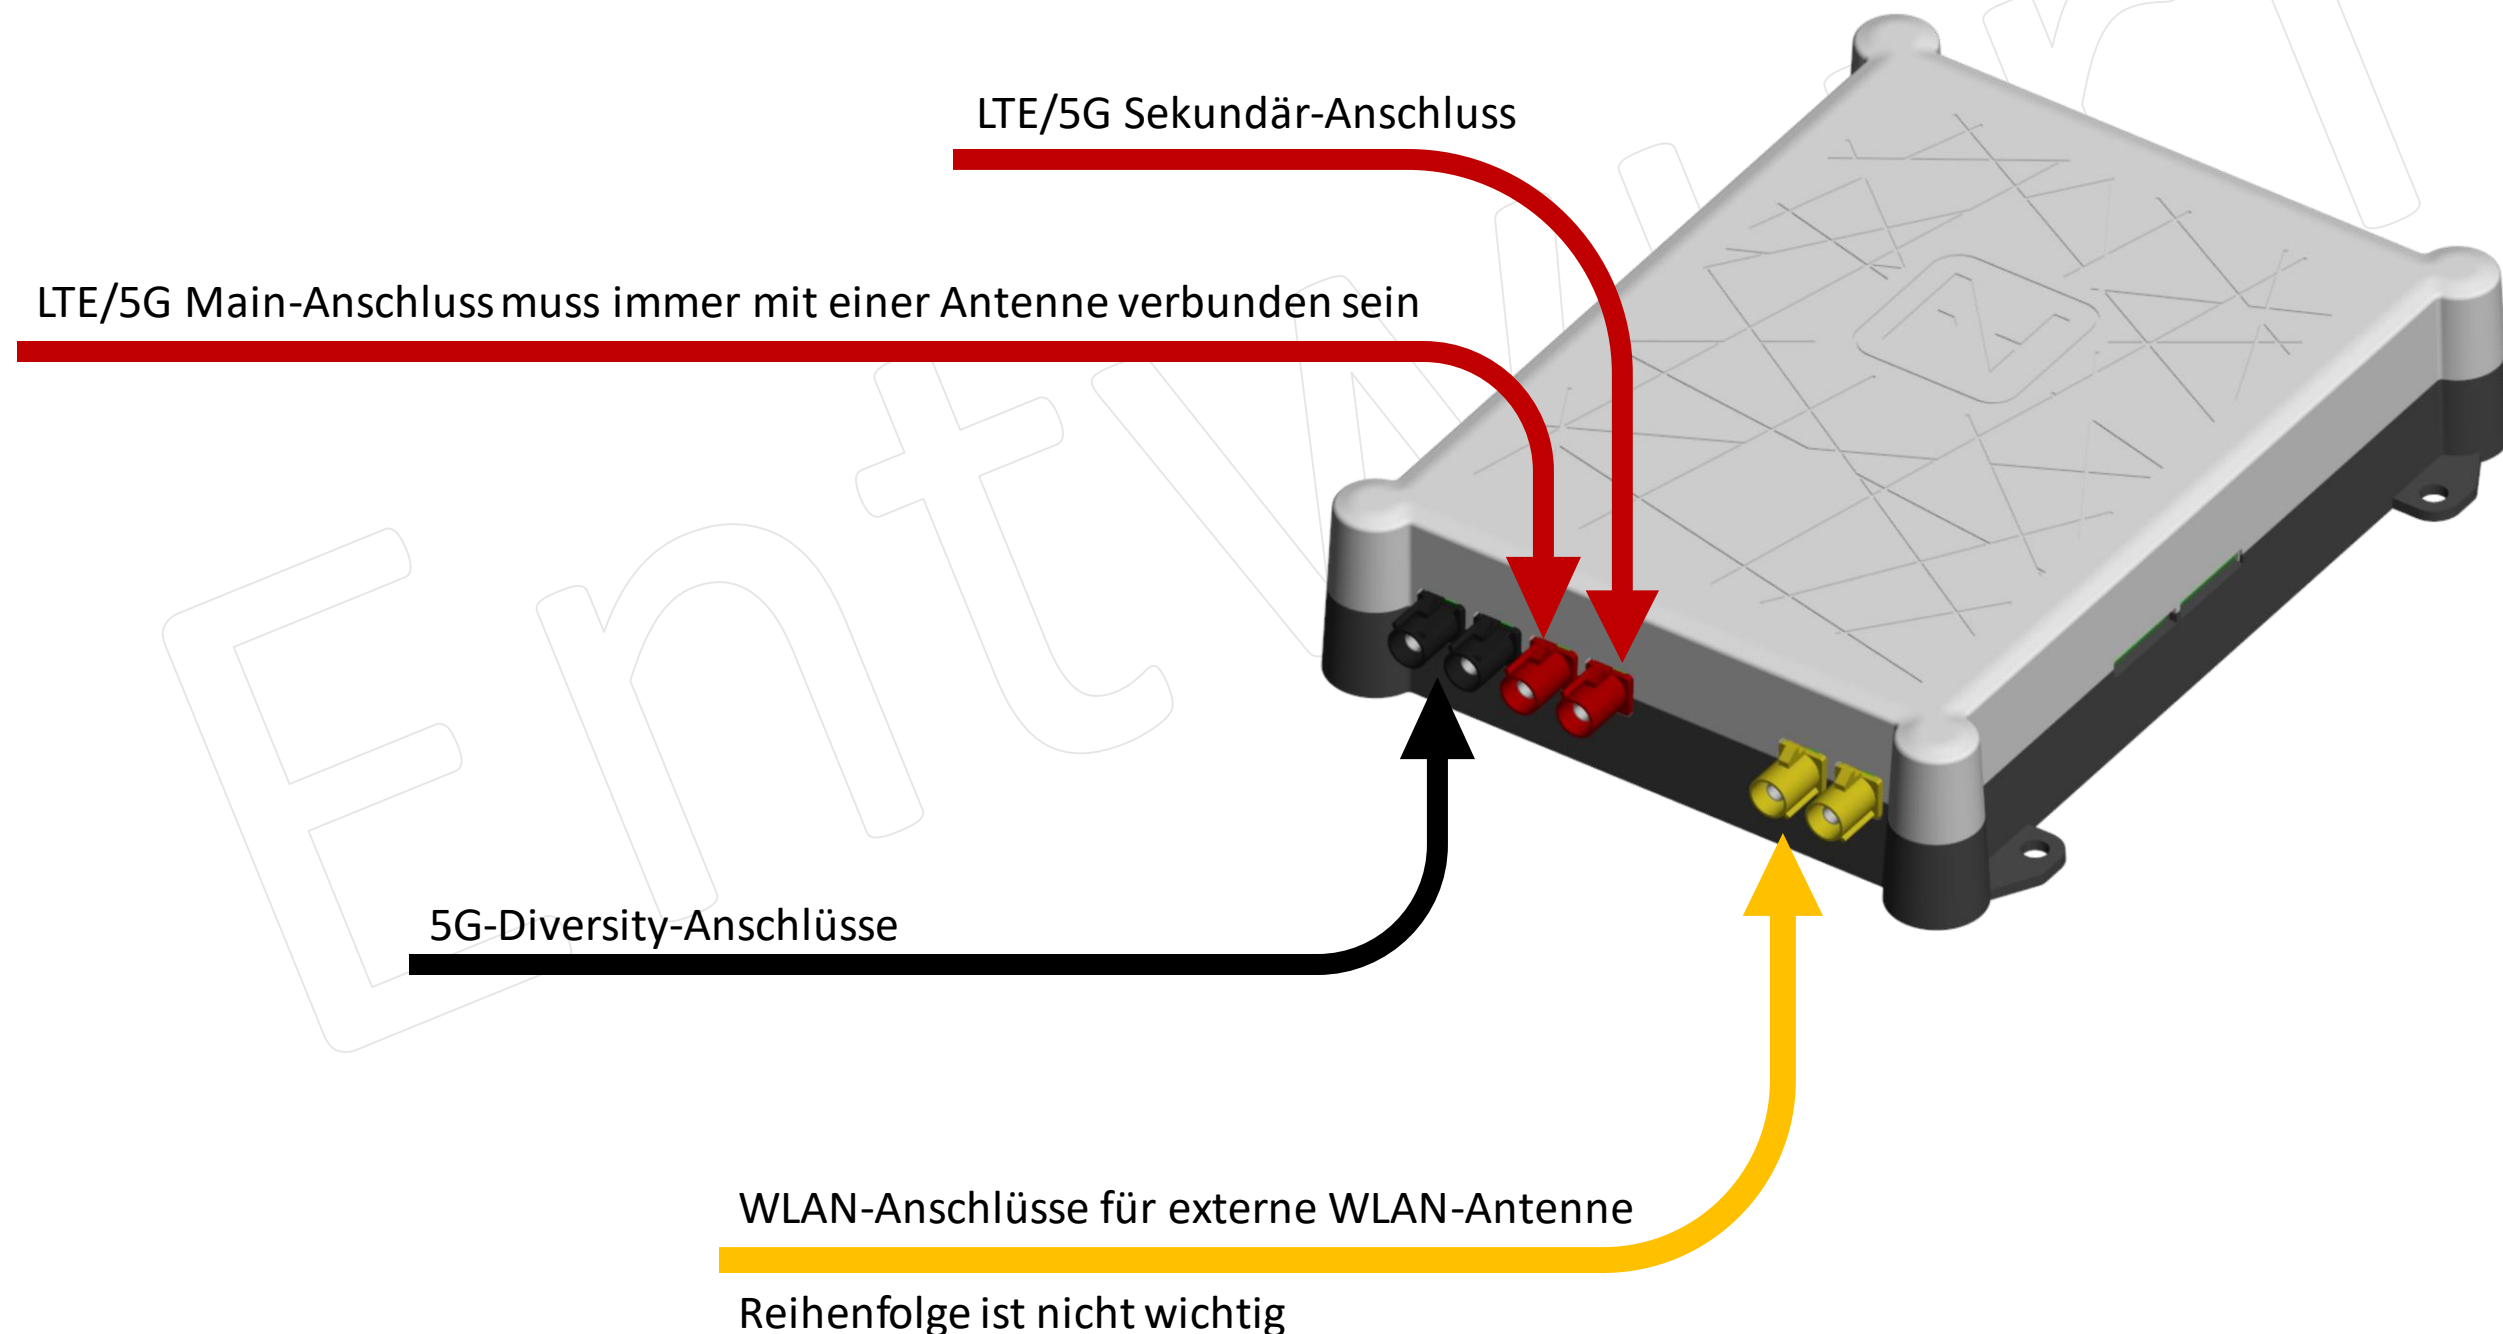 LTE/5G Sekundär-Anschluss
LTE/5G Main-Anschluss muss immer mit einer Antenne verbunden sein
5G-Diversity-Anschlüsse
WLAN-Anschlüsse für externe WLAN-Antenne
Reihenfolge ist nicht wichtig